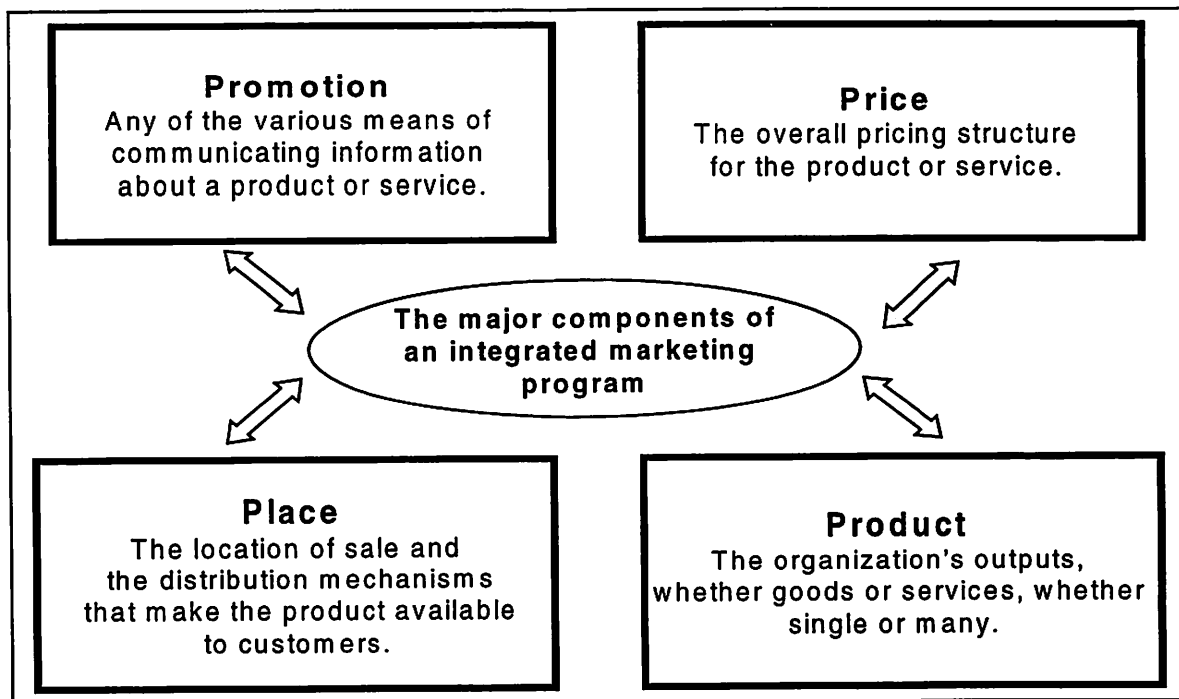 Promotion
Any of the various means of
communicating information
about a product or service.
Price
The overall pricing structure
for the product or service.
The major components of
an integrated marketing
program
Place
The location of sale and
the distribution mechanisms
that make the product available
to customers.
Product
The organization's outputs,
whether goods or services, whether
single or many.